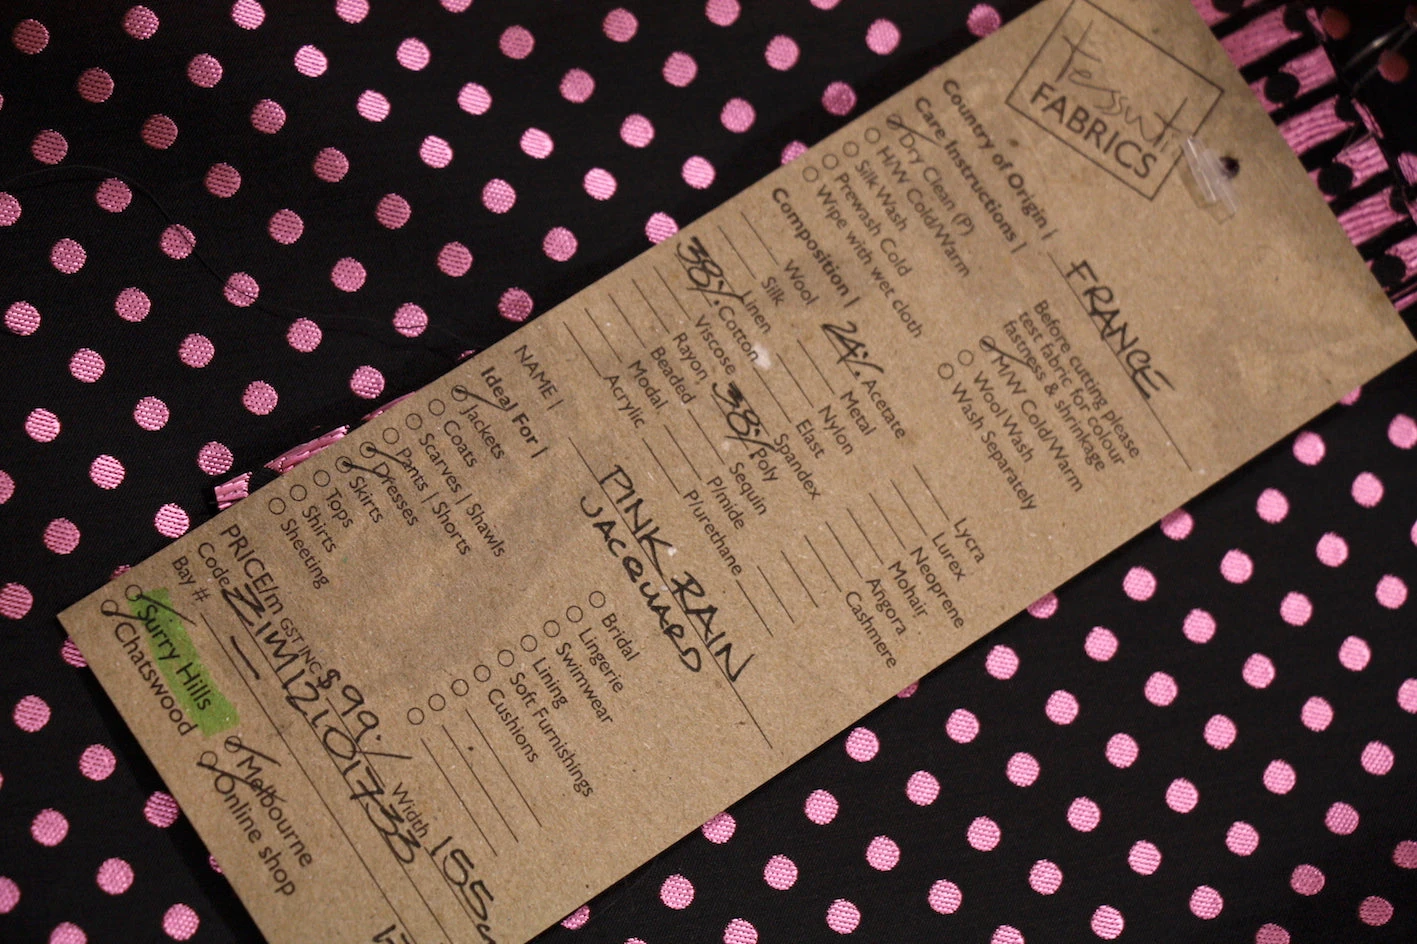 Tessuti
FABRICS
Country of Origin | FRANCE
Care Instructions |
Dry Clean (P)
H/W Cold/Warm
Silk Wash
Prewash Cold
Wipe with wet cloth
Before cutting please
test fabric for colour
fastness & shrinkage
M/W Cold/Warm
Wool Wash
Wash Separately
Composition |
Wool 24% Acetate Lycra
Silk Metal Lurex
Linen Nylon Neoprene
38% Cotton Elast Mohair
Viscose Spandex Angora
Rayon 38% Poly Cashmere
Beaded Sequin
Modal P/mide
Acrylic P/urethane
NAME | PINK RAIN
JACQUARD
Ideal For |
Jackets Bridal
Coats Lingerie
Scarves | Shawls Swimwear
Pants | Shorts Lining
Dresses Soft Furnishings
Skirts Cushions
Tops
Shirts
Sheeting
PRICE/m GST INC $99./ Width 155
Code ZIM12101733
Bay # —
Surry Hills Melbourne
Chatswood Online shop